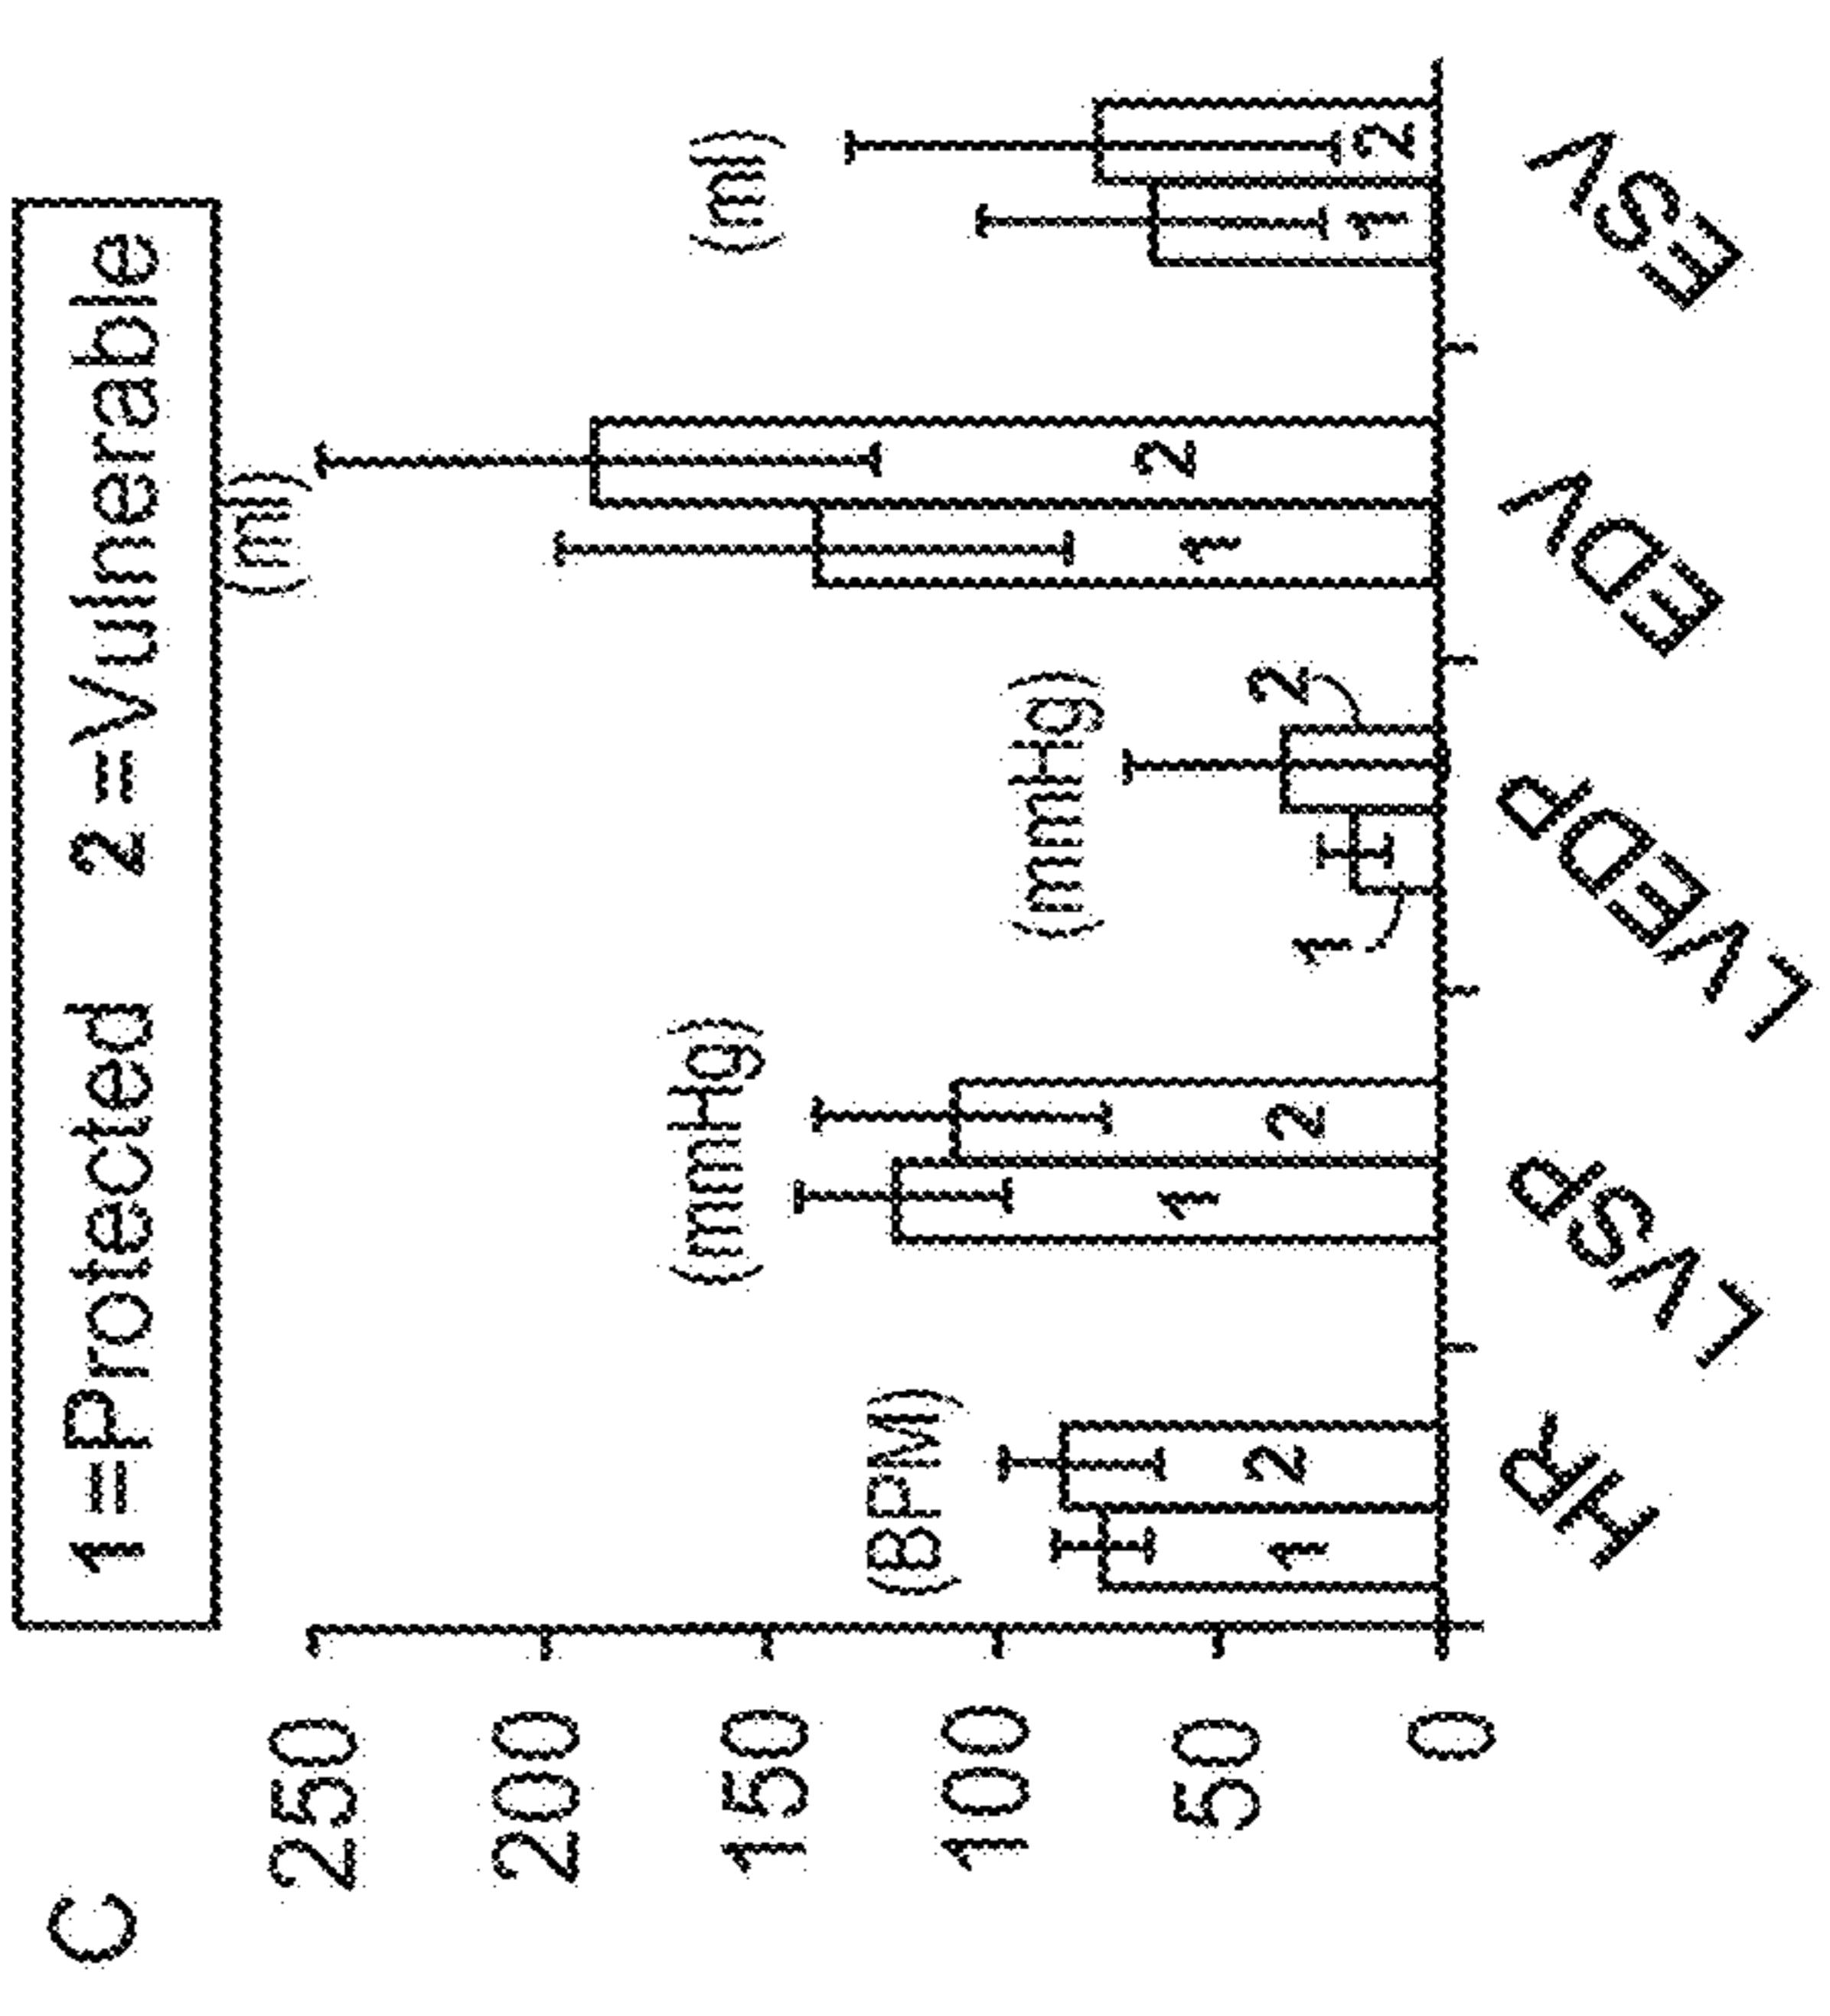 C
1=Protected 2=Vulnerable
250
200
150
100
50
0
(BPM)
(mmHg)
(mmHg)
(ml)
(ml)
1 2
1 2
1 2
1 2
1 2
HR
LVSP
LVEDP
EDV
ESV